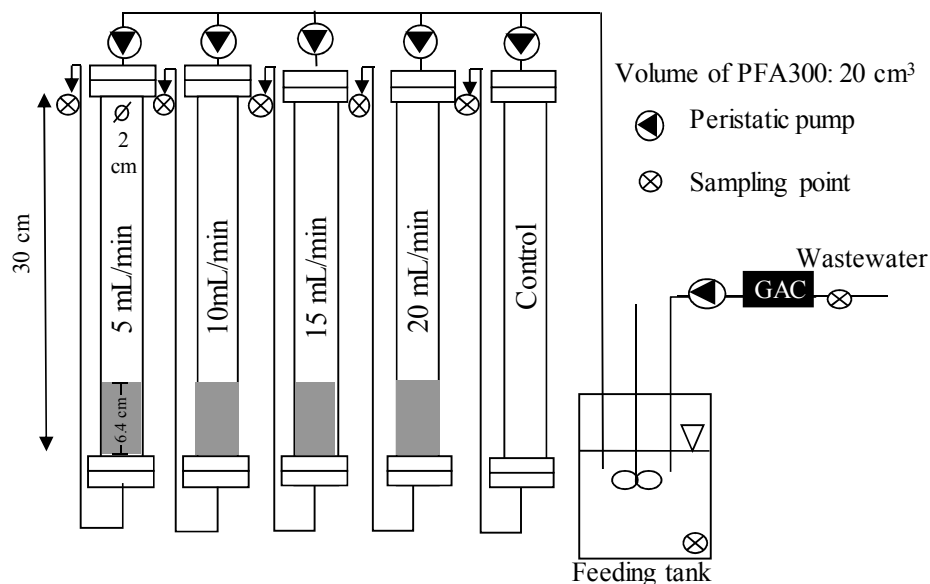 Volume of PFA300: 20 cm³
Peristatic pump
Sampling point
2
cm
30 cm
5 mL/min
10mL/min
15 mL/min
20 mL/min
Control
6.4 cm
Wastewater
GAC
Feeding tank